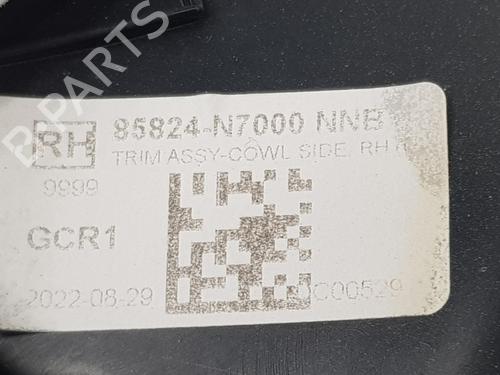 B-PARTS
RH 85824-N7000 NNB
TRIM ASSY-COWL SIDE, RH
9999
GCR1
2022-08-29
C00529